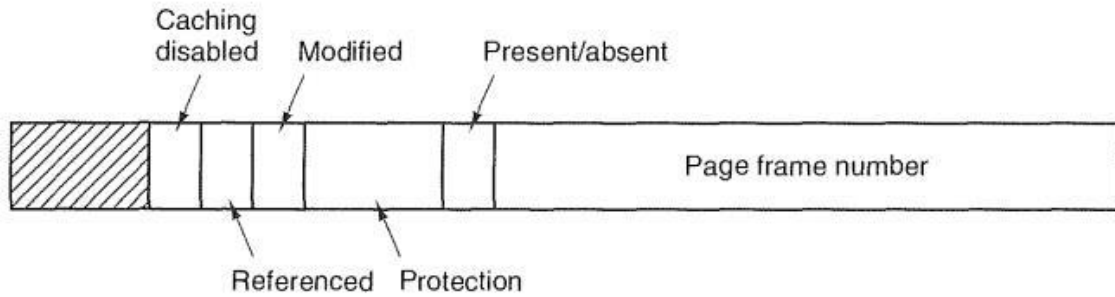 Caching
disabled
Modified
Present/absent
Page frame number
Referenced
Protection